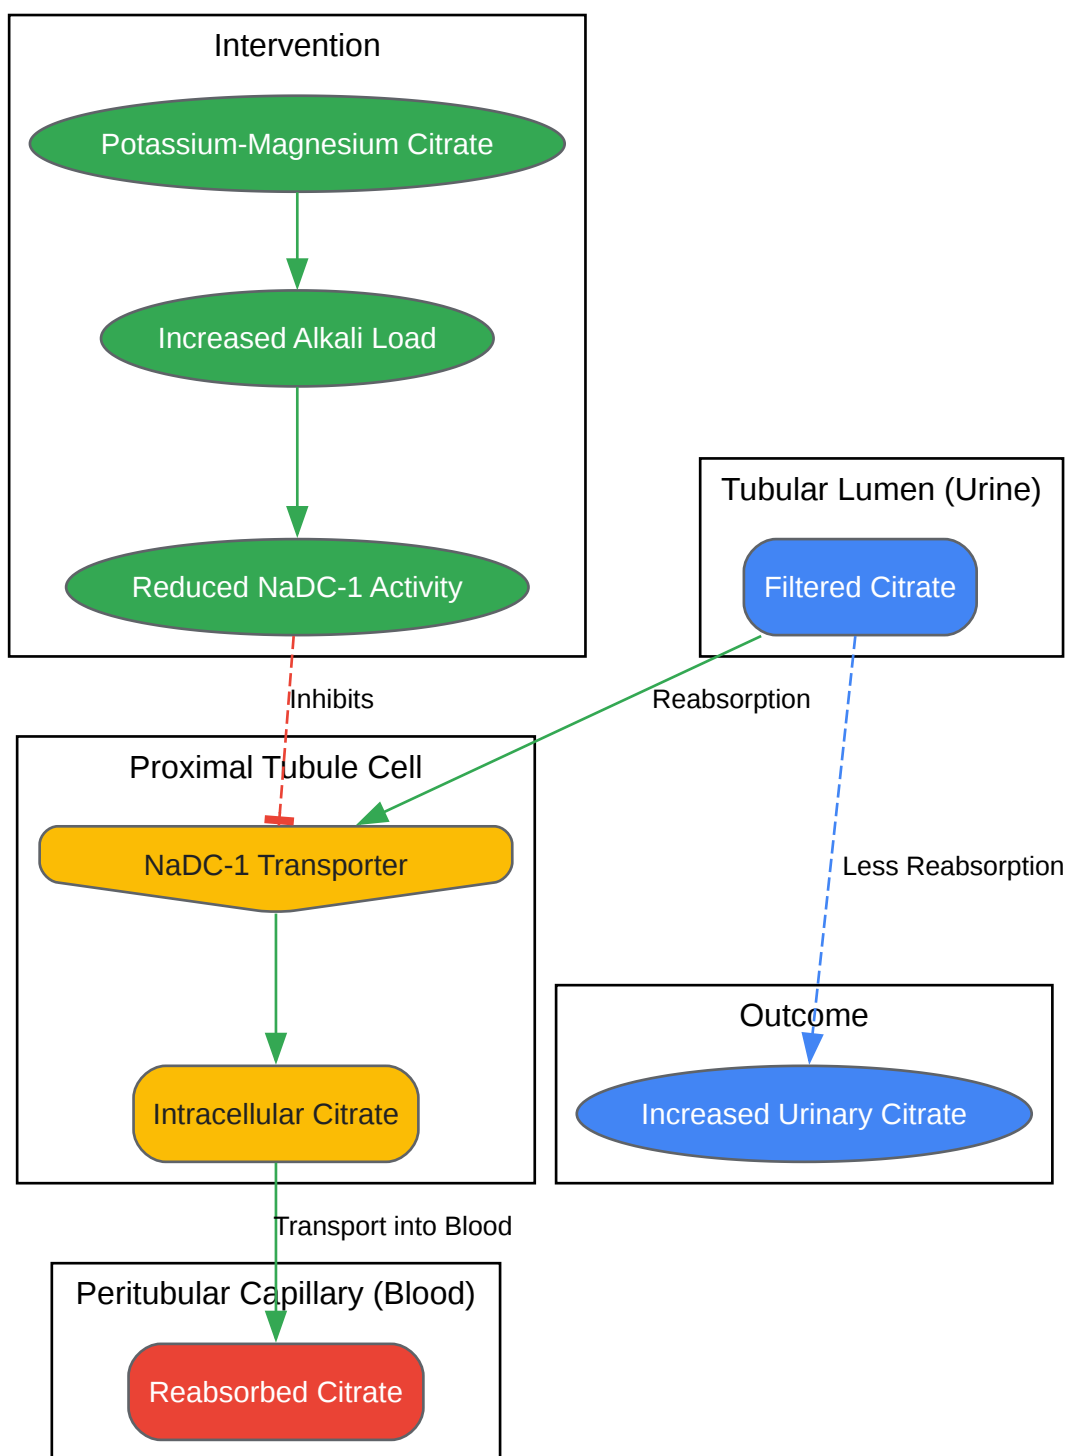 Intervention
Potassium-Magnesium Citrate
Increased Alkali Load
Reduced NaDC-1 Activity
Tubular Lumen (Urine)
Filtered Citrate
Inhibits
Reabsorption
Proximal Tubule Cell
NaDC-1 Transporter
Less Reabsorption
Intracellular Citrate
Outcome
Increased Urinary Citrate
Transport into Blood
Peritubular Capillary (Blood)
Reabsorbed Citrate